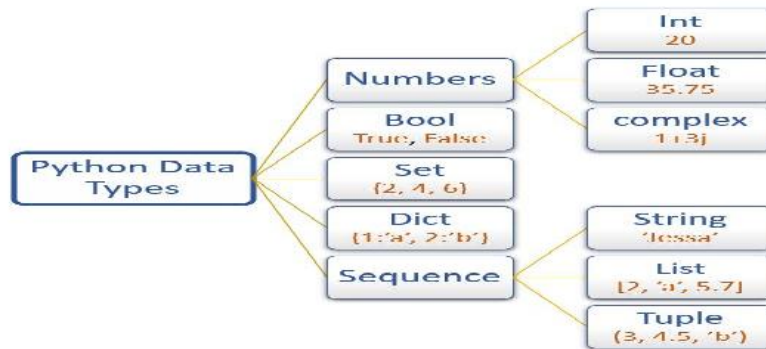 Python Data
Types
Numbers
Int
20
Float
35.75
complex
1+3j
Bool
True, False
Set
{2, 4, 6}
Dict
{1:'a', 2:'b'}
Sequence
String
'Jessa'
List
[2, 'a', 5.7]
Tuple
(3, 4.5, 'b')